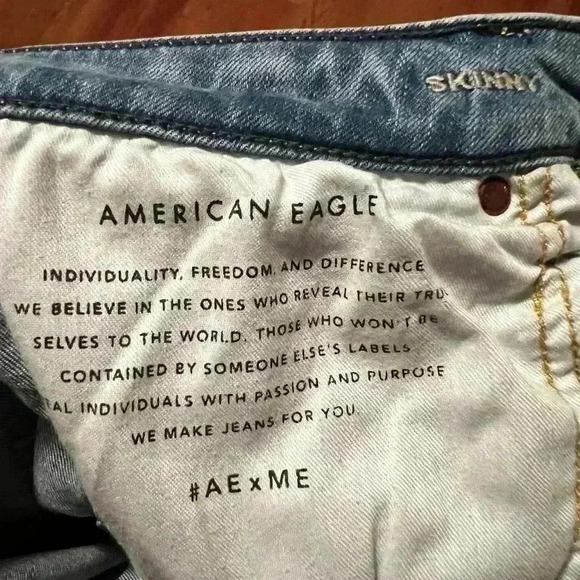 SKINNY
AMERICAN EAGLE
INDIVIDUALITY, FREEDOM, AND DIFFERENCE
WE BELIEVE IN THE ONES WHO REVEAL THEIR TRU
SELVES TO THE WORLD. THOSE WHO WON'T BE
CONTAINED BY SOMEONE ELSE'S LABELS
AL INDIVIDUALS WITH PASSION AND PURPOSE
WE MAKE JEANS FOR YOU.
#AExME